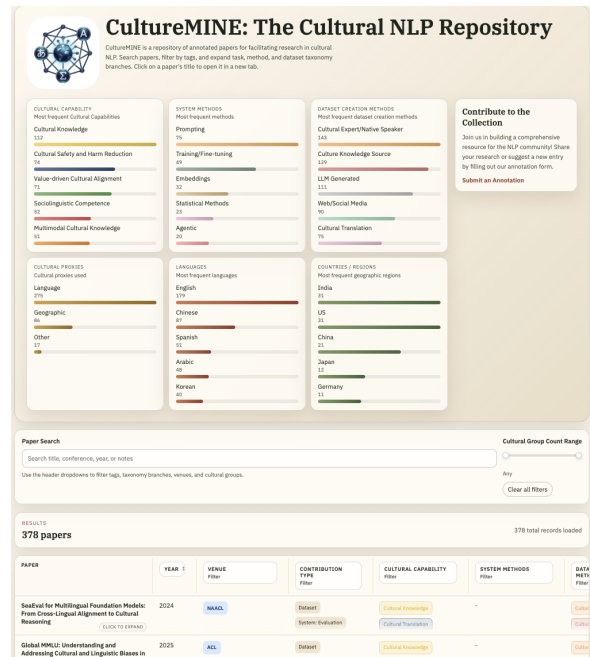 CultureMINE: The Cultural NLP Repository
CultureMINE is a repository of annotated papers for facilitating research in cultural
NLP. Search papers, filter by tags, and expand task, method, and dataset taxonomy
branches. Click on a paper's title to open it in a new tab.
CULTURAL CAPABILITY
Most frequent Cultural Capabilities
Cultural Knowledge
112
Cultural Safety and Harm Reduction
74
Value-driven Cultural Alignment
71
Sociolinguistic Competence
52
Multimodal Cultural Knowledge
51
SYSTEM METHODS
Most frequent methods
Prompting
75
Training/Fine-tuning
49
Embeddings
32
Statistical Methods
23
Agentic
20
DATASET CREATION METHODS
Most frequent dataset creation methods
Cultural Expert/Native Speaker
143
Culture Knowledge Source
129
LLM Generated
111
Web/Social Media
90
Cultural Translation
75
Contribute to the
Collection
Join us in building a comprehensive
resource for the NLP community! Share
your research or suggest a new entry
by filling out our annotation form.
Submit an Annotation
CULTURAL PROXIES
Cultural proxies used
Language
275
Geographic
86
Other
17
LANGUAGES
Most frequent languages
English
179
Chinese
87
Spanish
51
Arabic
48
Korean
40
COUNTRIES / REGIONS
Most frequent geographic regions
India
31
US
31
China
21
Japan
12
Germany
11
Paper Search
Search title, conference, year, or notes
Use the header dropdowns to filter tags, taxonomy branches, venues, and cultural groups.
Cultural Group Count Range
Any
Clear all filters
RESULTS
378 papers
378 total records loaded
PAPER
YEAR
VENUE
Filter
CONTRIBUTION
TYPE
Filter
CULTURAL CAPABILITY
Filter
SYSTEM METHODS
Filter
DATA
METH
Filter
SeaEval for Multilingual Foundation Models:
From Cross-Lingual Alignment to Cultural
Reasoning
CLICK TO EXPAND
2024
NAACL
Dataset
System: Evaluation
Cultural Knowledge
Cultural Translation
-
Global MMLU: Understanding and
Addressing Cultural and Linguistic Biases in
2025
ACL
Dataset
Cultural Knowledge
-